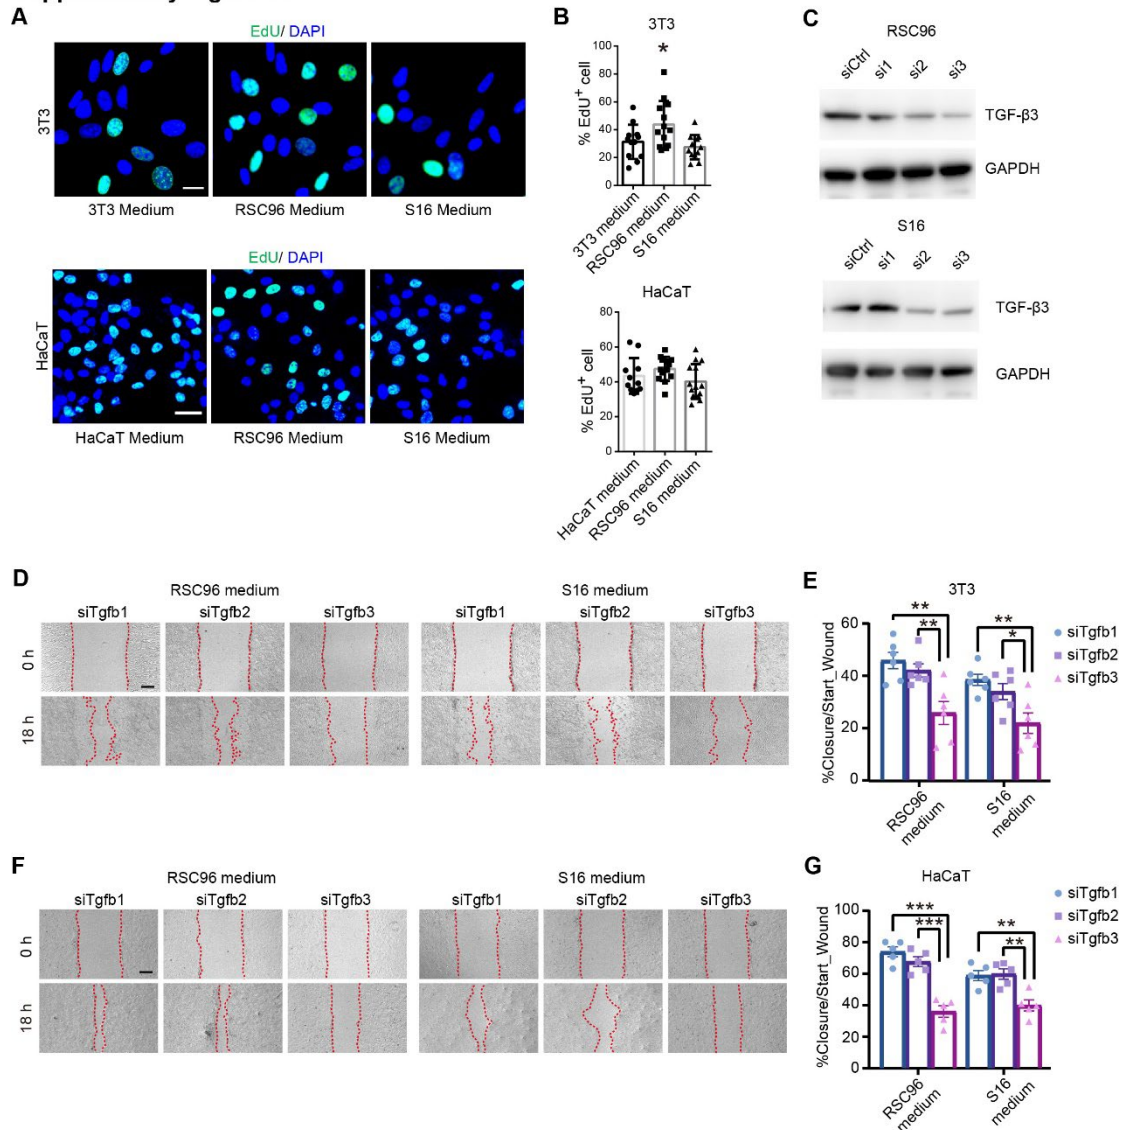 A
EdU/ DAPI
3T3
3T3 Medium
RSC96 Medium
S16 Medium
EdU/ DAPI
HaCaT
HaCaT Medium
RSC96 Medium
S16 Medium
B
3T3
% EdU+ cell
100
80
60
40
20
0
*
3T3 medium
RSC96 medium
S16 medium
HaCaT
% EdU+ cell
80
60
40
20
0
HaCaT medium
RSC96 medium
S16 medium
C
RSC96
siCtrl si1 si2 si3
TGF-β3
GAPDH
S16
siCtrl si1 si2 si3
TGF-β3
GAPDH
D
RSC96 medium
S16 medium
siTgfb1 siTgfb2 siTgfb3 siTgfb1 siTgfb2 siTgfb3
0 h
18 h
E
3T3
%Closure/Start_Wound
60
40
20
0
**
**
**
*
siTgfb1
siTgfb2
siTgfb3
RSC96 medium
S16 medium
F
RSC96 medium
S16 medium
siTgfb1 siTgfb2 siTgfb3 siTgfb1 siTgfb2 siTgfb3
0 h
18 h
G
HaCaT
%Closure/Start_Wound
100
80
60
40
20
0
***
***
**
**
siTgfb1
siTgfb2
siTgfb3
RSC96 medium
S16 medium